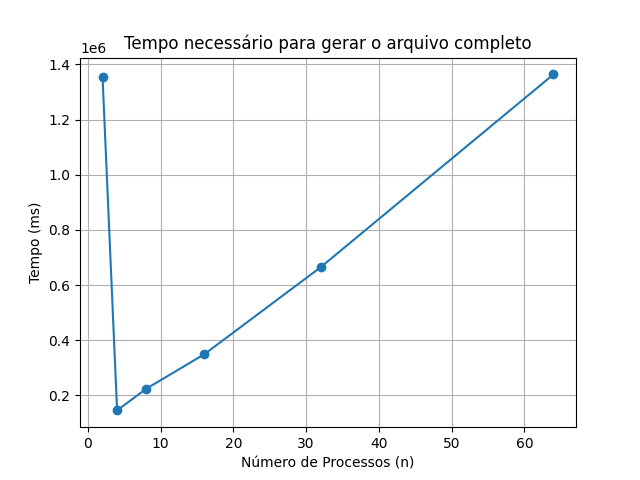 Tempo necessário para gerar o arquivo completo
1e6
1.4
1.2
1.0
0.8
0.6
0.4
0.2
Tempo (ms)
0 10 20 30 40 50 60
Número de Processos (n)